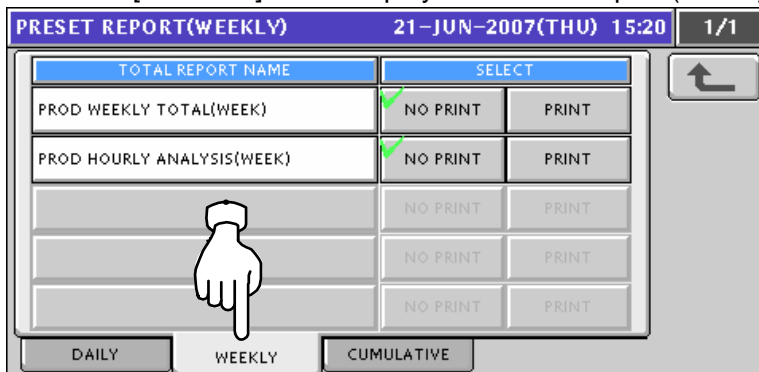 PRESET REPORT(WEEKLY) 21-JUN-2007(THU) 15:20 1/1
TOTAL REPORT NAME SELECT
PROD WEEKLY TOTAL(WEEK) NO PRINT PRINT
PROD HOURLY ANALYSIS(WEEK) NO PRINT PRINT
NO PRINT PRINT
NO PRINT PRINT
NO PRINT PRINT
DAILY WEEKLY CUMULATIVE